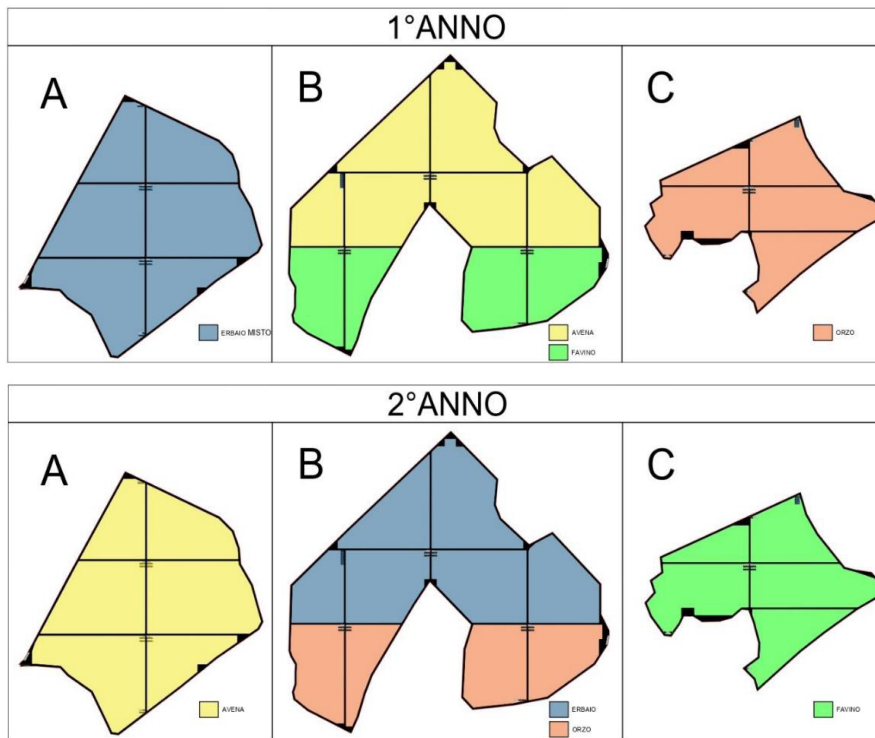 1°ANNO
A
B
C
ERBAIO MISTO
AVENA
FAVINO
ORZO
2°ANNO
A
B
C
AVENA
ERBAIO
ORZO
FAVINO